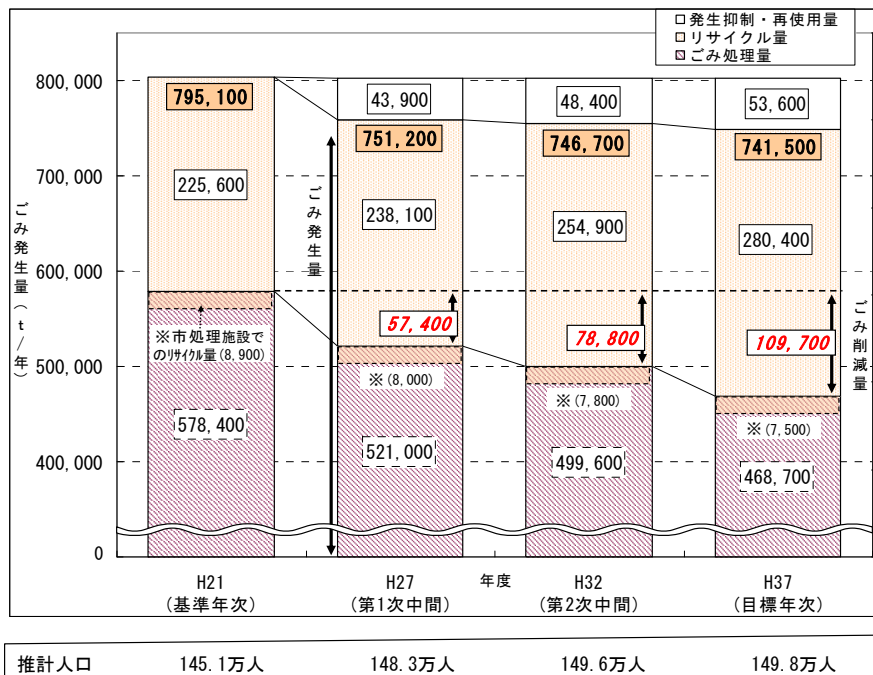 発生抑制・再使用量
リサイクル量
ごみ処理量
ごみ発生量(t/年)
800,000
700,000
600,000
500,000
400,000
0
795,100
225,600
※市処理施設で
のリサイクル量(8,900)
578,400
43,900
751,200
ごみ発生量
238,100
57,400
※(8,000)
521,000
48,400
746,700
254,900
78,800
※(7,800)
499,600
53,600
741,500
280,400
109,700
※(7,500)
468,700
ごみ削減量
H21
(基準年次)
H27
(第1次中間)
年度
H32
(第2次中間)
H37
(目標年次)
推計人口 145.1万人 148.3万人 149.6万人 149.8万人